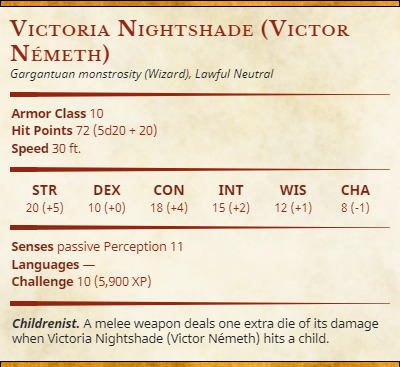 Victoria Nightshade (Victor
Németh)
Gargantuan monstrosity (Wizard), Lawful Neutral
Armor Class 10
Hit Points 72 (5d20 + 20)
Speed 30 ft.
STR DEX CON INT WIS CHA
20 (+5) 10 (+0) 18 (+4) 15 (+2) 12 (+1) 8 (-1)
Senses passive Perception 11
Languages —
Challenge 10 (5,900 XP)
Childrenist. A melee weapon deals one extra die of its damage
when Victoria Nightshade (Victor Németh) hits a child.